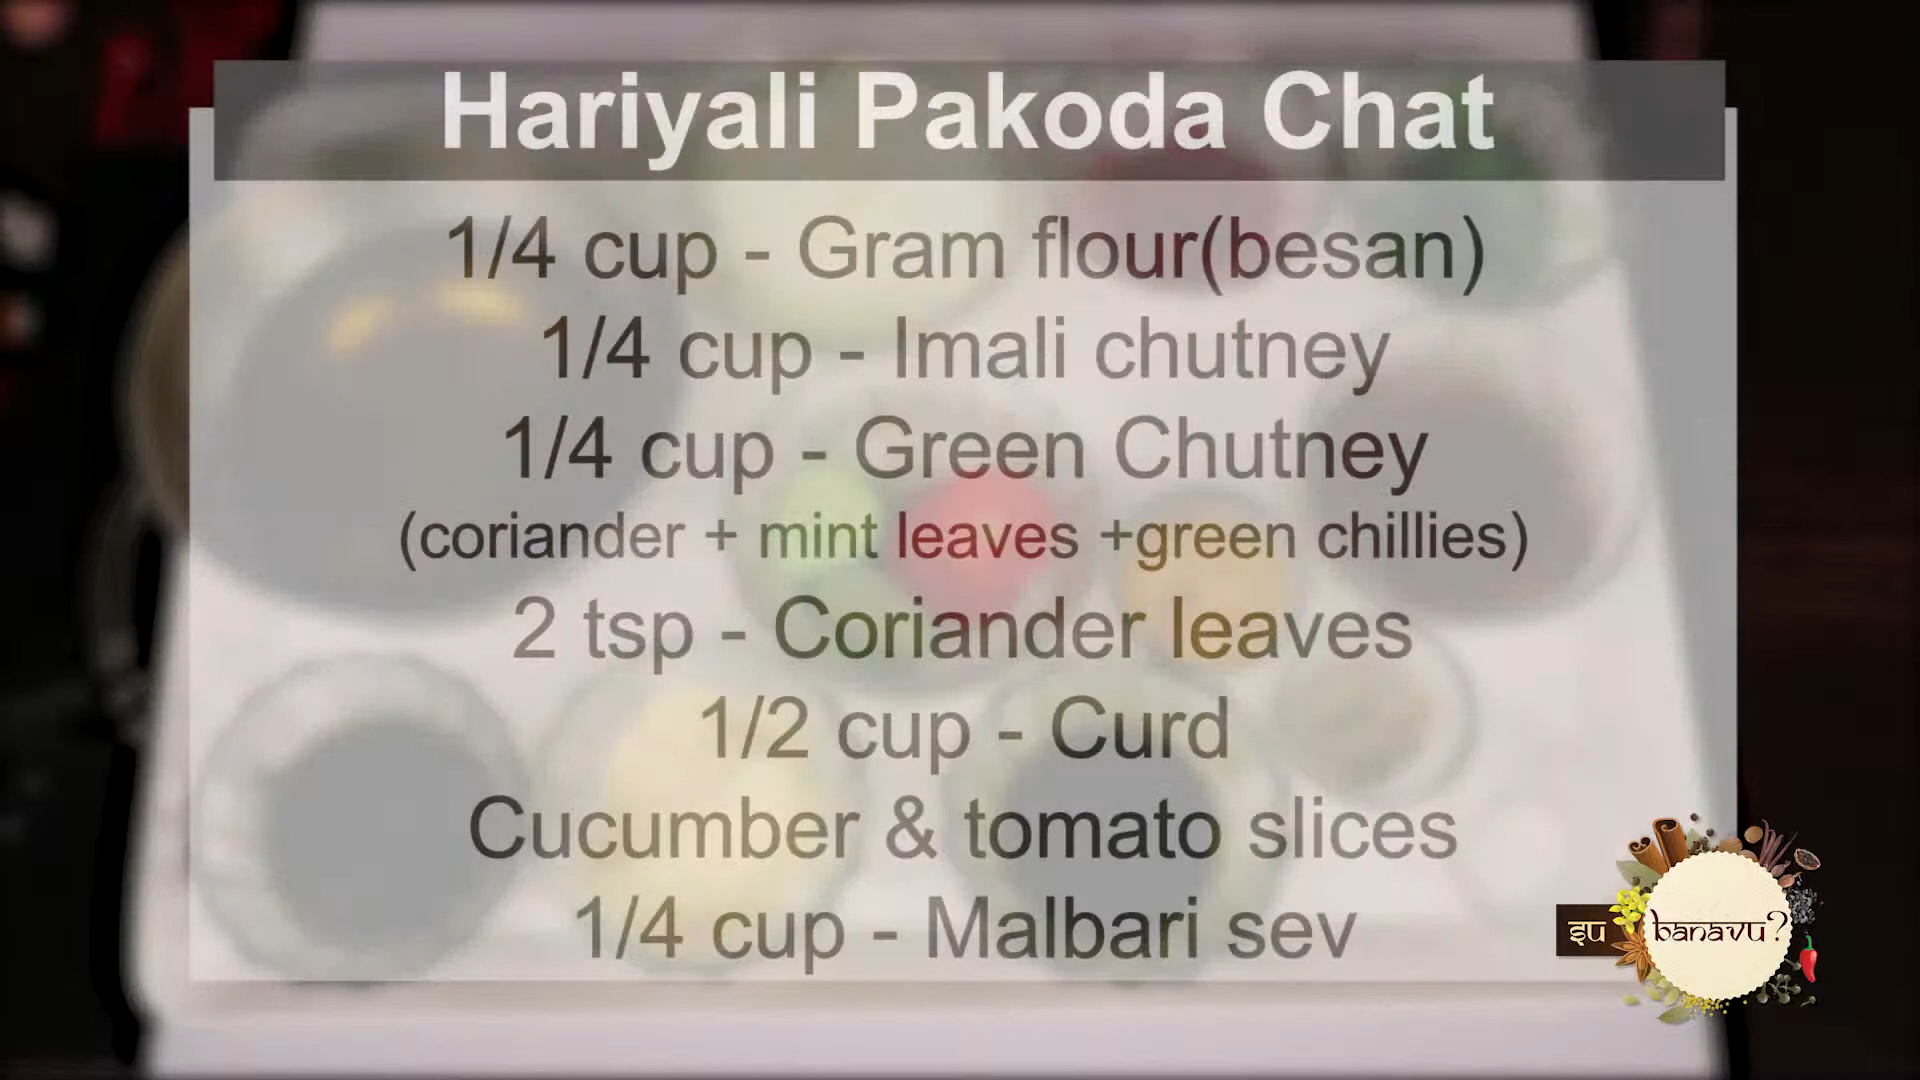 Hariyali Pakoda Chat
1/4 cup - Gram flour(besan)
1/4 cup - Imali chutney
1/4 cup - Green Chutney
(coriander + mint leaves +green chillies)
2 tsp - Coriander leaves
1/2 cup - Curd
Cucumber & tomato slices
1/4 cup - Malbari sev
su banavu?